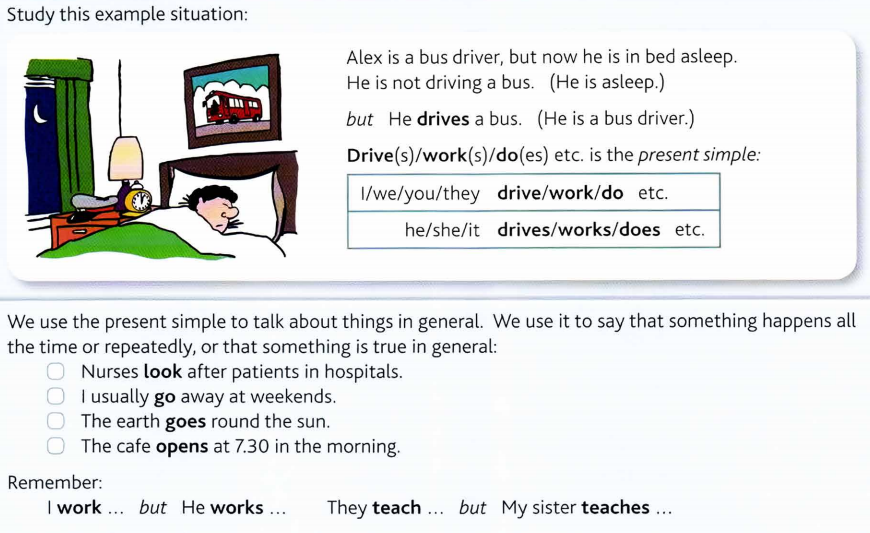 Study this example situation:
Alex is a bus driver, but now he is in bed asleep.
He is not driving a bus. (He is asleep.)
but He drives a bus. (He is a bus driver.)
Drive(s)/work(s)/do(es) etc. is the present simple:
I/we/you/they drive/work/do etc.
he/she/it drives/works/does etc.
We use the present simple to talk about things in general. We use it to say that something happens all
the time or repeatedly, or that something is true in general:
Nurses look after patients in hospitals.
I usually go away at weekends.
The earth goes round the sun.
The cafe opens at 7.30 in the morning.
Remember:
I work ... but He works ... They teach ... but My sister teaches ...